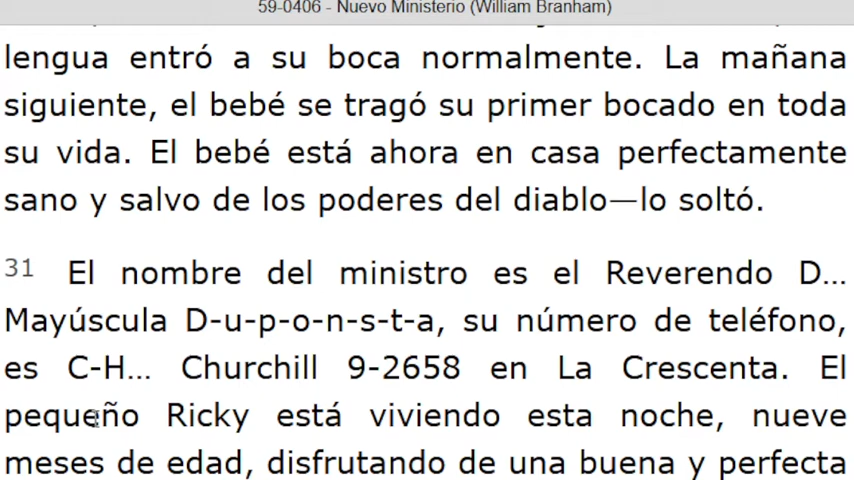 59-0406 - Nuevo Ministerio (William Branham)
lengua entró a su boca normalmente. La mañana
siguiente, el bebé se tragó su primer bocado en toda
su vida. El bebé está ahora en casa perfectamente
sano y salvo de los poderes del diablo—lo soltó.
31 El nombre del ministro es el Reverendo D...
Mayúscula D-u-p-o-n-s-t-a, su número de teléfono,
es C-H... Churchill 9-2658 en La Crescenta. El
pequeño Ricky está viviendo esta noche, nueve
meses de edad, disfrutando de una buena y perfecta